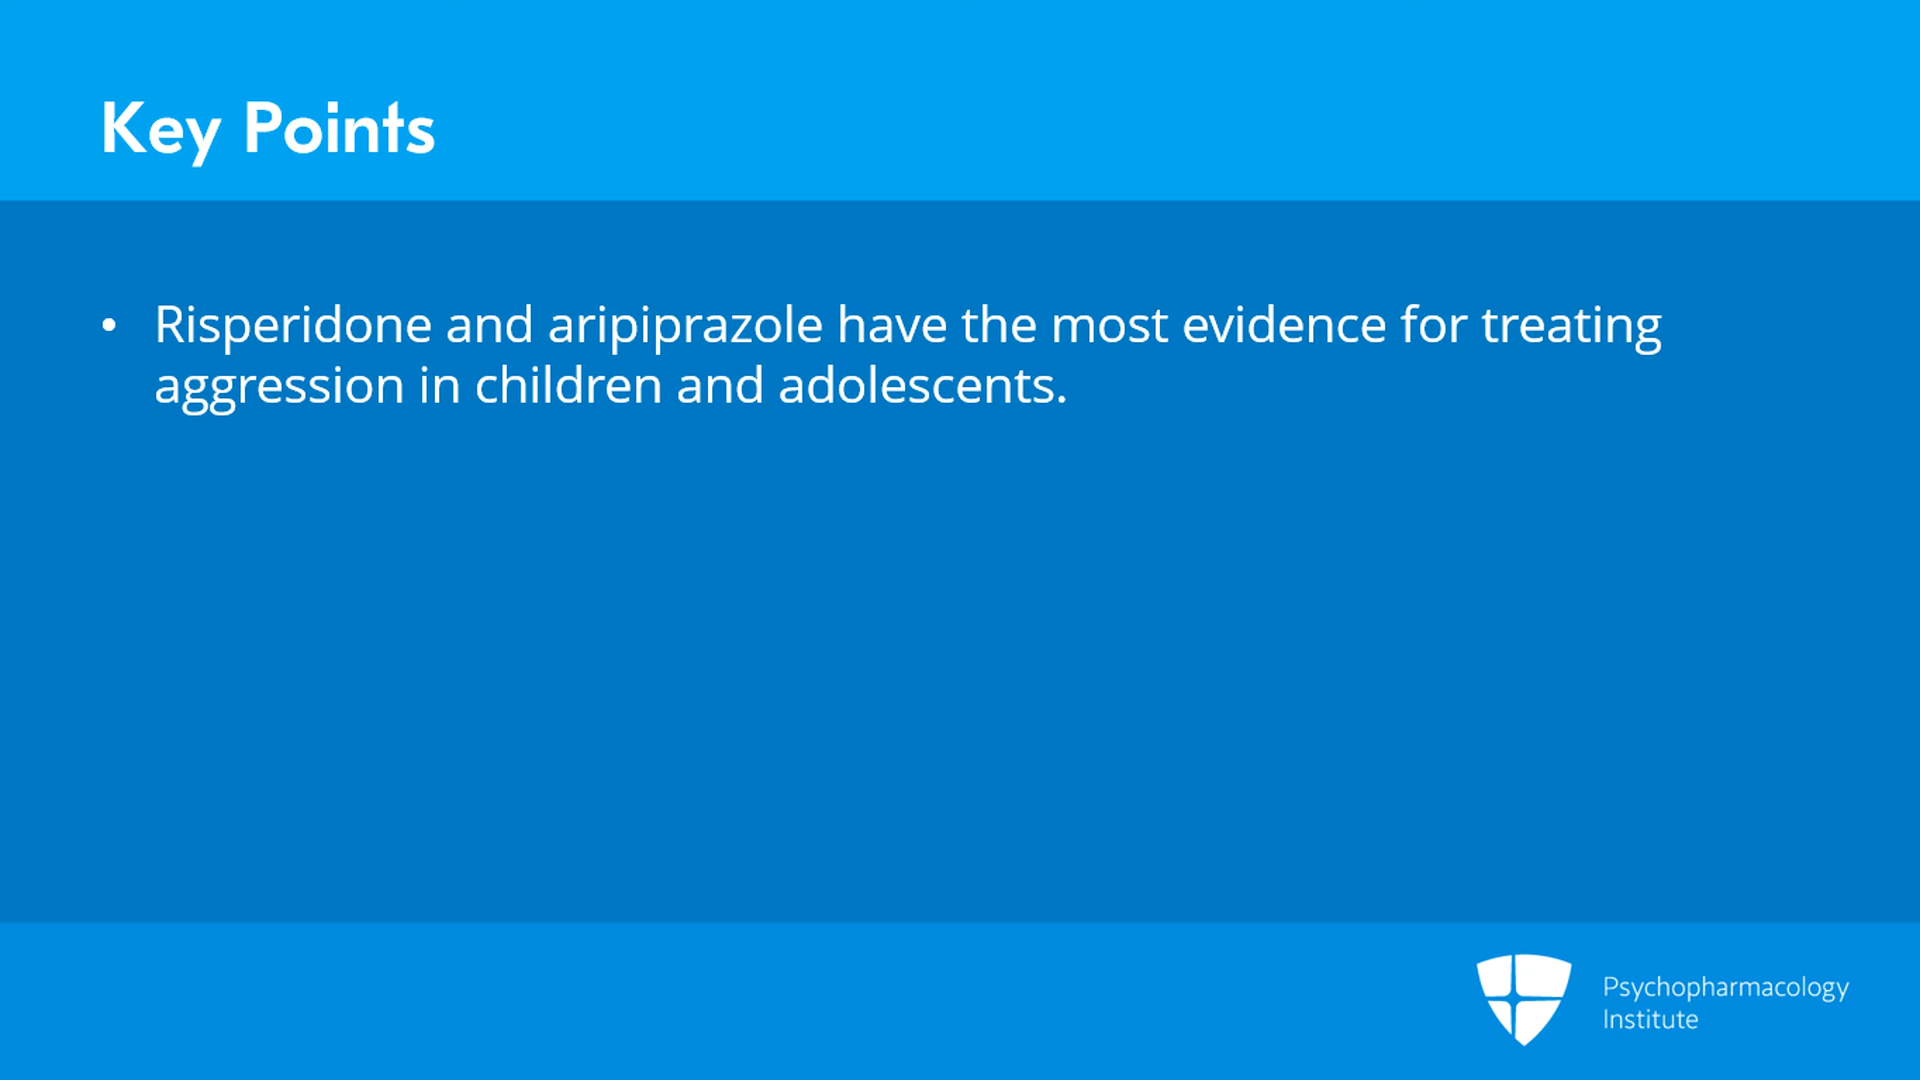 Key Points
• Risperidone and aripiprazole have the most evidence for treating
aggression in children and adolescents.
Psychopharmacology
Institute